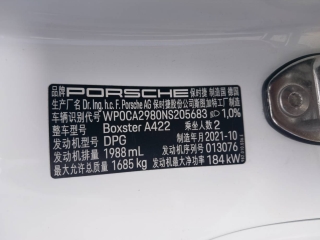 品牌 PORSCHE 保时捷 制造国 德国
生产厂名 Dr. Ing. h.c. F. Porsche AG 保时捷股份公司斯图加特工厂制造
车辆识别代号 WP0CA2980NS205683 1,0%
整车型号 Boxster A422 乘坐人数 2
发动机型号 DPG 制造年月 2021-10
发动机排量 1988 mL 发动机序号 013076
最大允许总质量 1685 kg 发动机最大净功率 184 kW